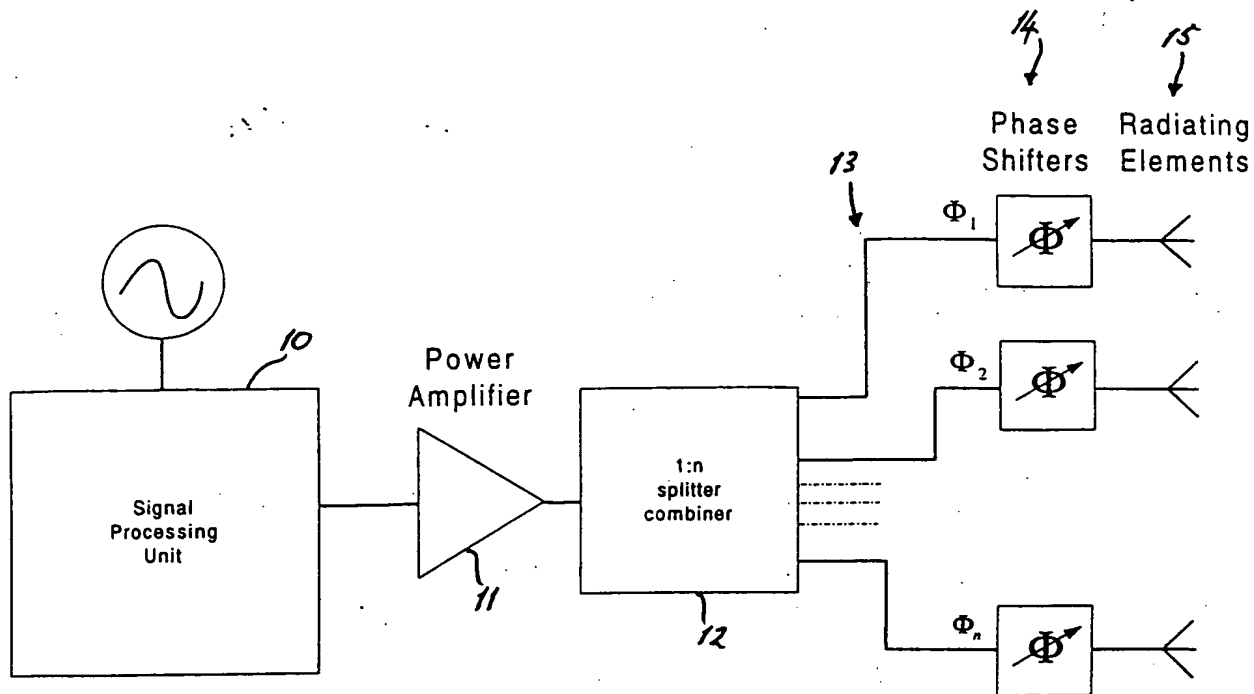 14
15
Phase
Shifters
Radiating
Elements
13
Φ1
Φ
10
Power
Amplifier
Φ2
Φ
Signal
Processing
Unit
1:n
splitter
combiner
11
12
Φn
Φ